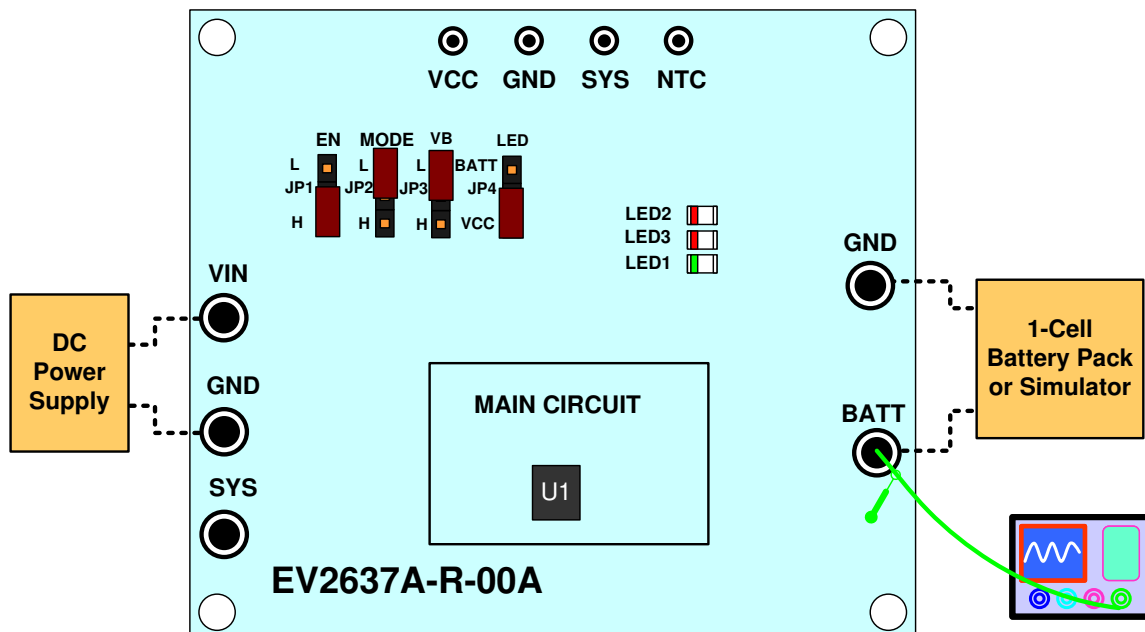 VCC GND SYS NTC
EN MODE VB LED
L L L BATT
JP1 JP2 JP3 JP4
H H H VCC
LED2
LED3
LED1
VIN
GND
SYS
DC
Power
Supply
GND
BATT
1-Cell
Battery Pack
or Simulator
MAIN CIRCUIT
U1
EV2637A-R-00A